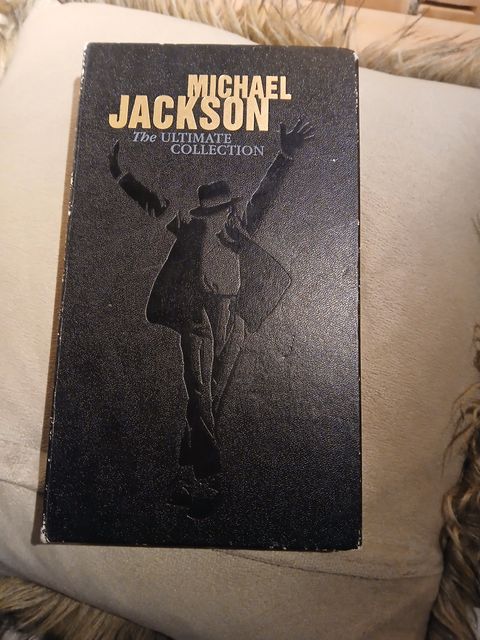 MICHAEL
JACKSON
The ULTIMATE
COLLECTION